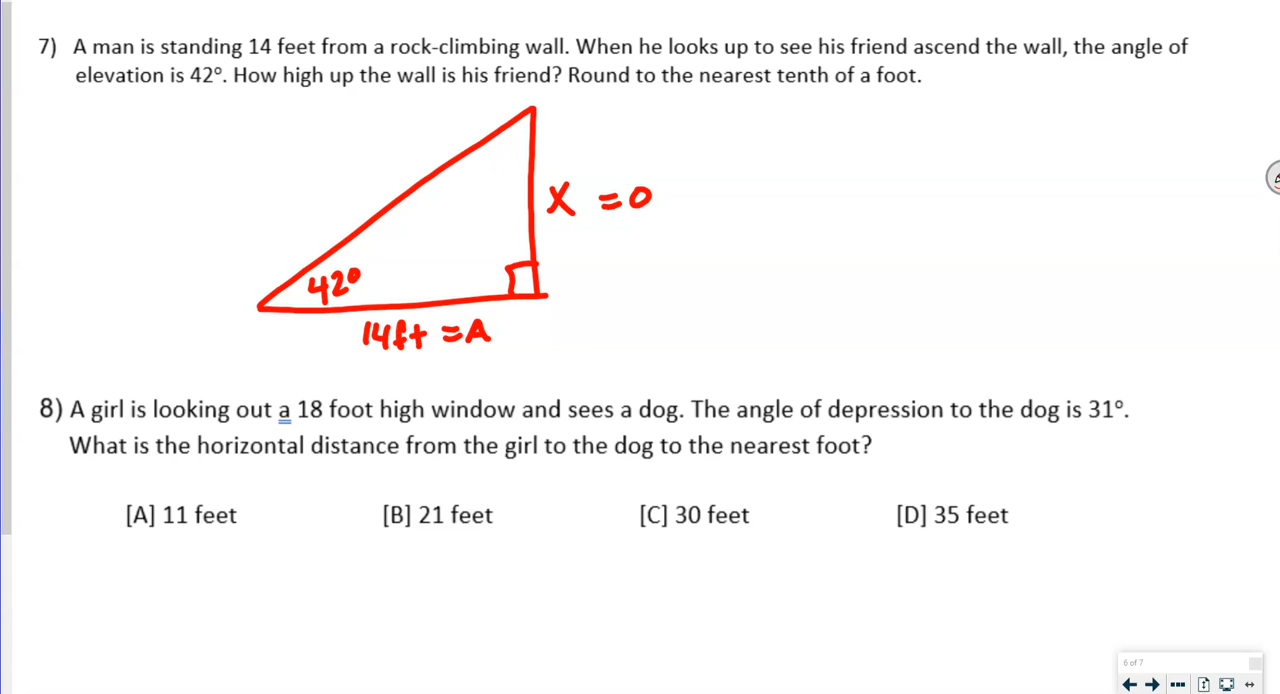 7) A man is standing 14 feet from a rock-climbing wall. When he looks up to see his friend ascend the wall, the angle of
elevation is 42°. How high up the wall is his friend? Round to the nearest tenth of a foot.
x = 0
42°
14ft = A
8) A girl is looking out a 18 foot high window and sees a dog. The angle of depression to the dog is 31°.
What is the horizontal distance from the girl to the dog to the nearest foot?
[A] 11 feet [B] 21 feet [C] 30 feet [D] 35 feet
6 of 7